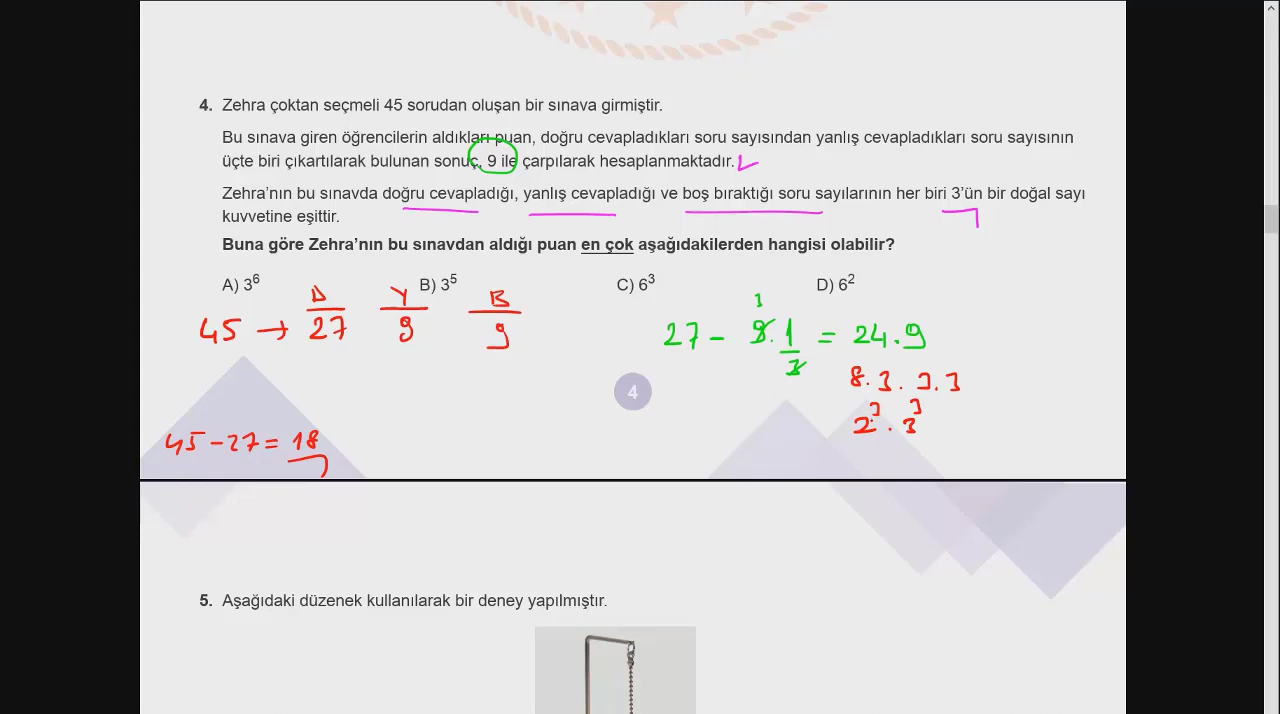 4. Zehra çoktan seçmeli 45 sorudan oluşan bir sınava girmiştir.
Bu sınava giren öğrencilerin aldıkları puan, doğru cevapladıkları soru sayısından yanlış cevapladıkları soru sayısının
üçte biri çıkartılarak bulunan sonuç, 9 ile çarpılarak hesaplanmaktadır.
Zehra’nın bu sınavda doğru cevapladığı, yanlış cevapladığı ve boş bıraktığı soru sayılarının her biri 3’ün bir doğal sayı
kuvvetine eşittir.
Buna göre Zehra’nın bu sınavdan aldığı puan en çok aşağıdakilerden hangisi olabilir?
A) 3⁶ B) 3⁵ C) 6³ D) 6²
D Y B
45 → 27 9 9
3
27 - 9 . 1/3 = 24 . 9
8 . 3 . 3 . 3
2³ . 3³
4
45 - 27 = 18
5. Aşağıdaki düzenek kullanılarak bir deney yapılmıştır.